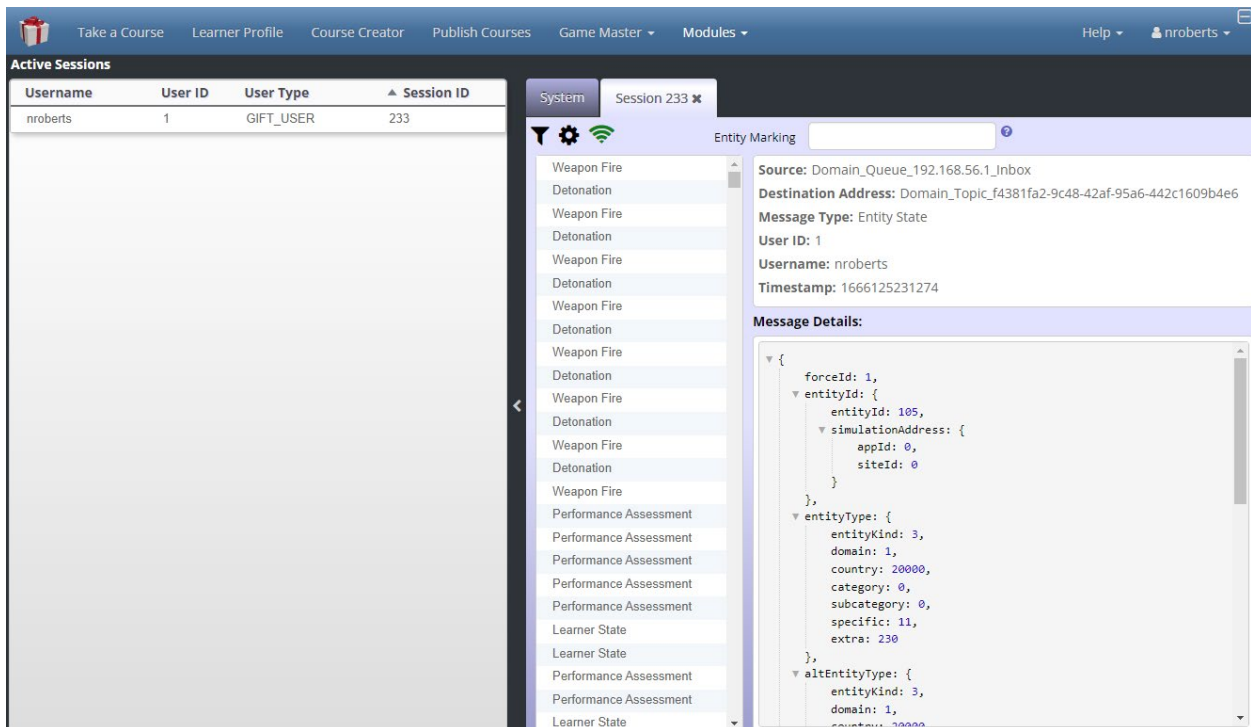 Take a Course Learner Profile Course Creator Publish Courses Game Master Modules Help nroberts
Active Sessions
Username User ID User Type Session ID
nroberts 1 GIFT_USER 233
System Session 233
Entity Marking
Weapon Fire
Detonation
Weapon Fire
Detonation
Weapon Fire
Detonation
Weapon Fire
Detonation
Weapon Fire
Detonation
Weapon Fire
Detonation
Weapon Fire
Detonation
Weapon Fire
Performance Assessment
Performance Assessment
Performance Assessment
Performance Assessment
Performance Assessment
Learner State
Learner State
Performance Assessment
Performance Assessment
Learner State
Source: Domain_Queue_192.168.56.1_Inbox
Destination Address: Domain_Topic_f4381fa2-9c48-42af-95a6-442c1609b4e6
Message Type: Entity State
User ID: 1
Username: nroberts
Timestamp: 1666125231274
Message Details:
{
forceId: 1,
entityId: {
entityId: 105,
simulationAddress: {
appId: 0,
siteId: 0
}
},
entityType: {
entityKind: 3,
domain: 1,
country: 20000,
category: 0,
subcategory: 0,
specific: 11,
extra: 230
},
altEntityType: {
entityKind: 3,
domain: 1,
country: 20000